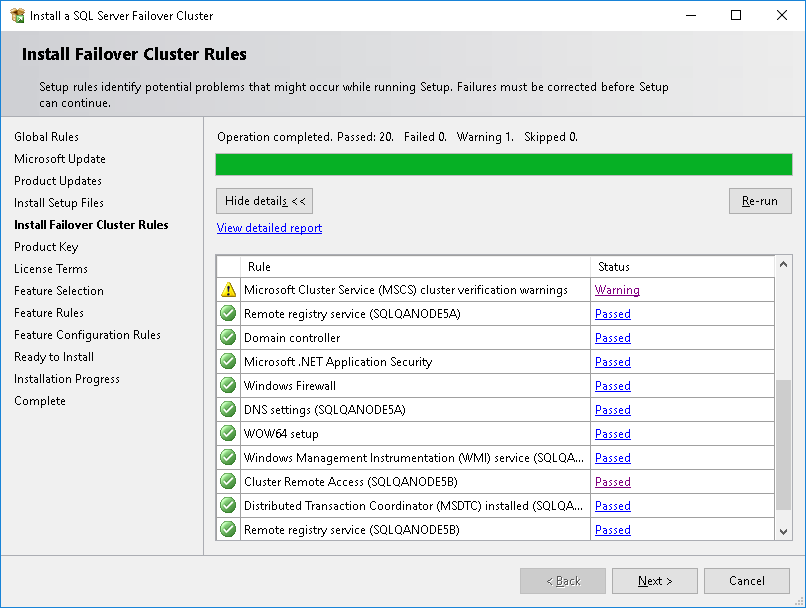 Install a SQL Server Failover Cluster
Install Failover Cluster Rules
Setup rules identify potential problems that might occur while running Setup. Failures must be corrected before Setup
can continue.
Global Rules
Microsoft Update
Product Updates
Install Setup Files
Install Failover Cluster Rules
Product Key
License Terms
Feature Selection
Feature Rules
Feature Configuration Rules
Ready to Install
Installation Progress
Complete
Operation completed. Passed: 20. Failed 0. Warning 1. Skipped 0.
Hide details <<
Re-run
View detailed report
Rule Status
Microsoft Cluster Service (MSCS) cluster verification warnings Warning
Remote registry service (SQLQANODE5A) Passed
Domain controller Passed
Microsoft .NET Application Security Passed
Windows Firewall Passed
DNS settings (SQLQANODE5A) Passed
WOW64 setup Passed
Windows Management Instrumentation (WMI) service (SQLQA... Passed
Cluster Remote Access (SQLQANODE5B) Passed
Distributed Transaction Coordinator (MSDTC) installed (SQLQA... Passed
Remote registry service (SQLQANODE5B) Passed
< Back Next > Cancel